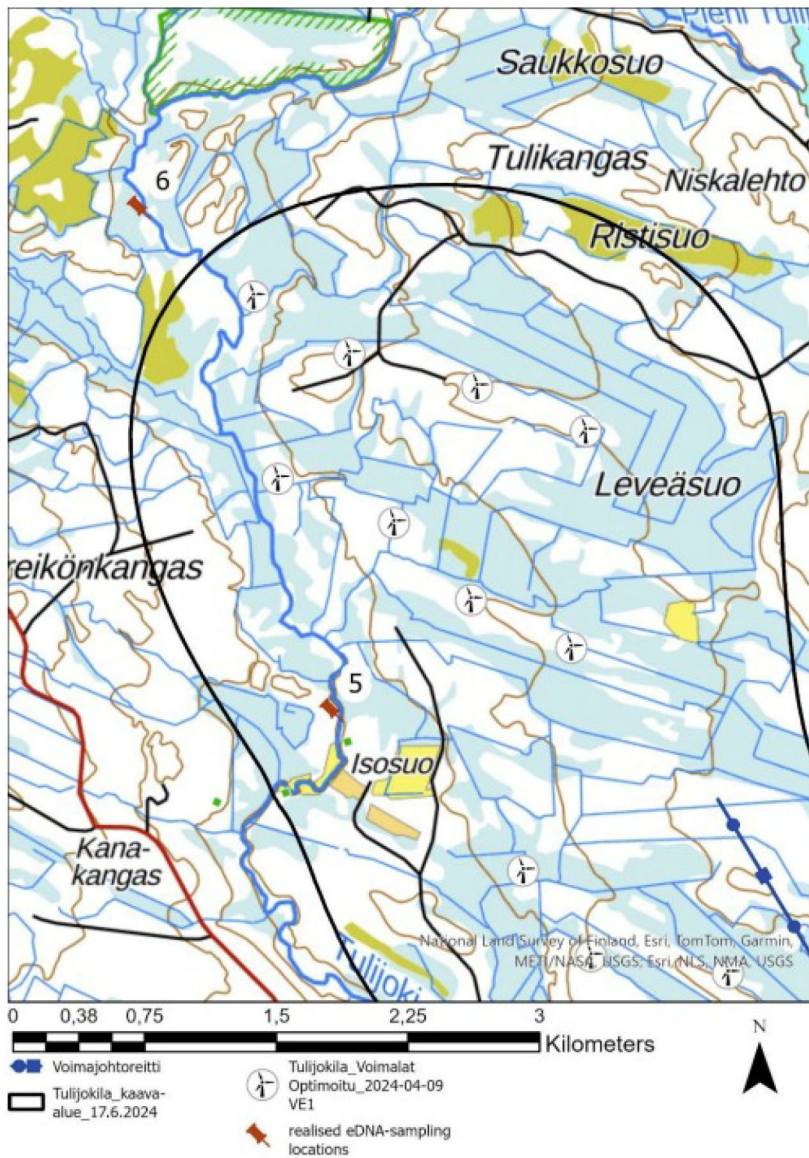 Pieni Tulij
Saukkosuo
Tulikangas
Niskalehto
6
Ristisuo
Leveäsuo
reikönkangas
5
Isosuo
Kana-
kangas
Tulijoki
National Land Survey of Finland, Esri, TomTom, Garmin,
METI/NASA, USGS; Esri, NLS, NMA, USGS
0 0,38 0,75 1,5 2,25 3
Kilometers
N
Voimajohtoreitti
Tulijokila_kaava-
alue_17.6.2024
Tulijokila_Voimalat
Optimoitu_2024-04-09
VE1
realised eDNA-sampling
locations